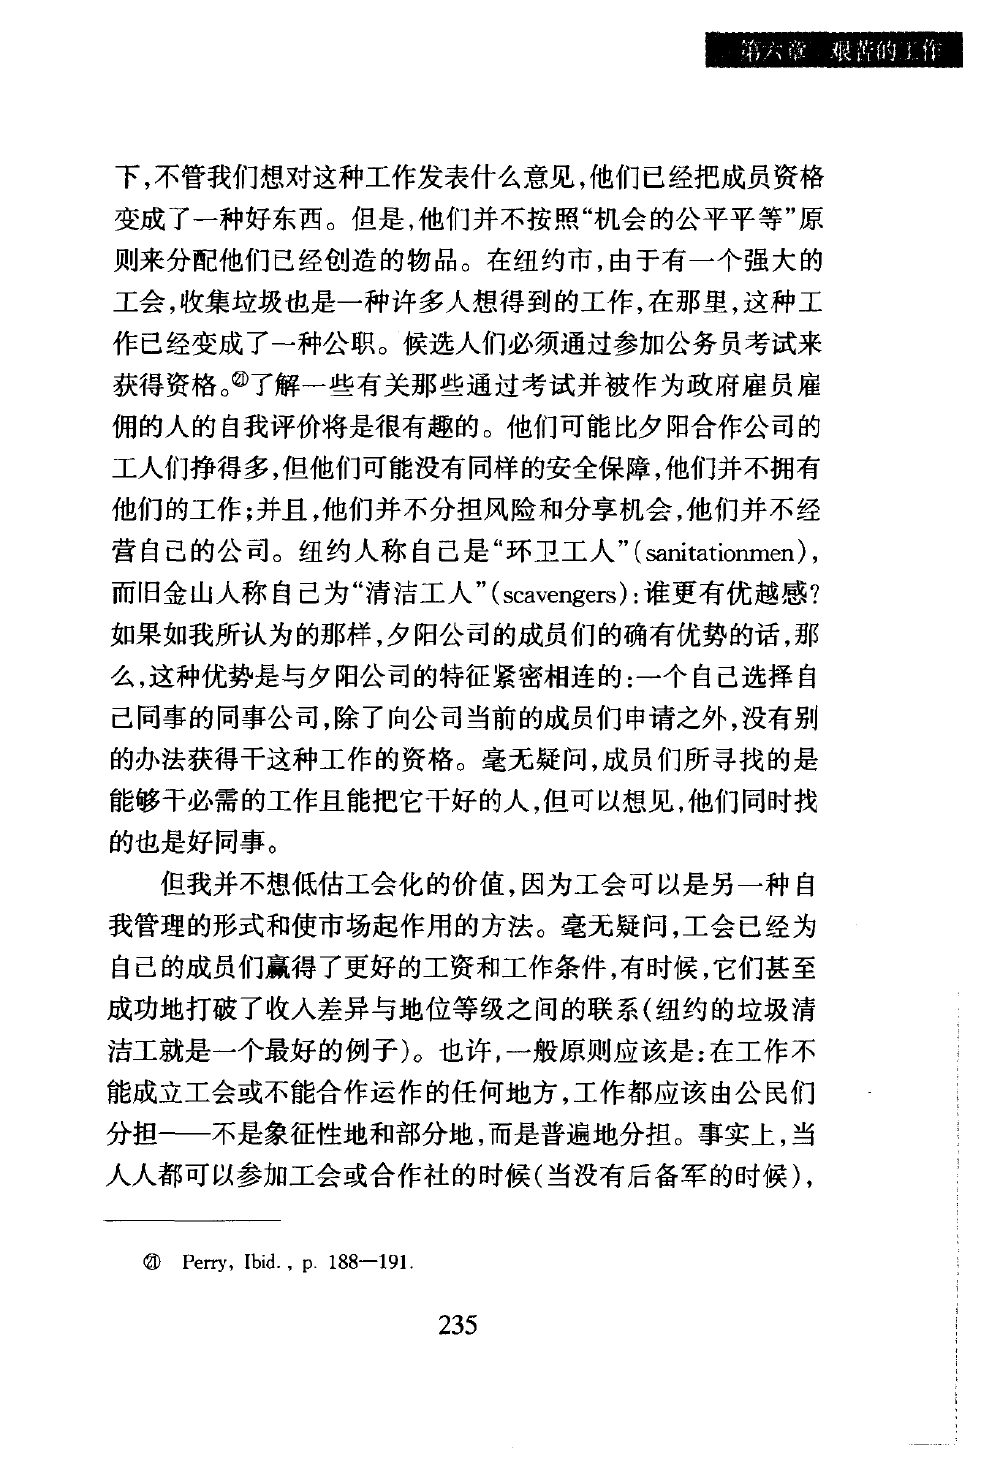 第六章 艰苦的工作
下,不管我们想对这种工作发表什么意见,他们已经把成员资格
变成了一种好东西。但是,他们并不按照“机会的公平平等”原
则来分配他们已经创造的物品。在纽约市,由于有一个强大的
工会,收集垃圾也是一种许多人想得到的工作,在那里,这种工
作已经变成了一种公职。候选人们必须通过参加公务员考试来
获得资格。㉑了解一些有关那些通过考试并被作为政府雇员雇
佣的人的自我评价将是很有趣的。他们可能比夕阳合作公司的
工人们挣得多,但他们可能没有同样的安全保障,他们并不拥有
他们的工作;并且,他们并不分担风险和分享机会,他们并不经
营自己的公司。纽约人称自己是“环卫工人”(sanitationmen),
而旧金山人称自己为“清洁工人”(scavengers):谁更有优越感?
如果如我所认为的那样,夕阳公司的成员们的确有优势的话,那
么,这种优势是与夕阳公司的特征紧密相连的:一个自己选择自
己同事的同事公司,除了向公司当前的成员们申请之外,没有别
的办法获得干这种工作的资格。毫无疑问,成员们所寻找的是
能够干必需的工作且能把它干好的人,但可以想见,他们同时找
的也是好同事。
但我并不想低估工会化的价值,因为工会可以是另一种自
我管理的形式和使市场起作用的方法。毫无疑问,工会已经为
自己的成员们赢得了更好的工资和工作条件,有时候,它们甚至
成功地打破了收入差异与地位等级之间的联系(纽约的垃圾清
洁工就是一个最好的例子)。也许,一般原则应该是:在工作不
能成立工会或不能合作运作的任何地方,工作都应该由公民们
分担——不是象征性地和部分地,而是普遍地分担。事实上,当
人人都可以参加工会或合作社的时候(当没有后备军的时候),
㉑ Perry, Ibid., p. 188—191.
235